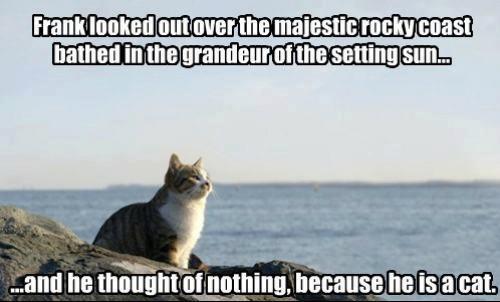 Frank looked out over the majestic rocky coast
bathed in the grandeur of the setting sun...
...and he thought of nothing, because he is a cat.